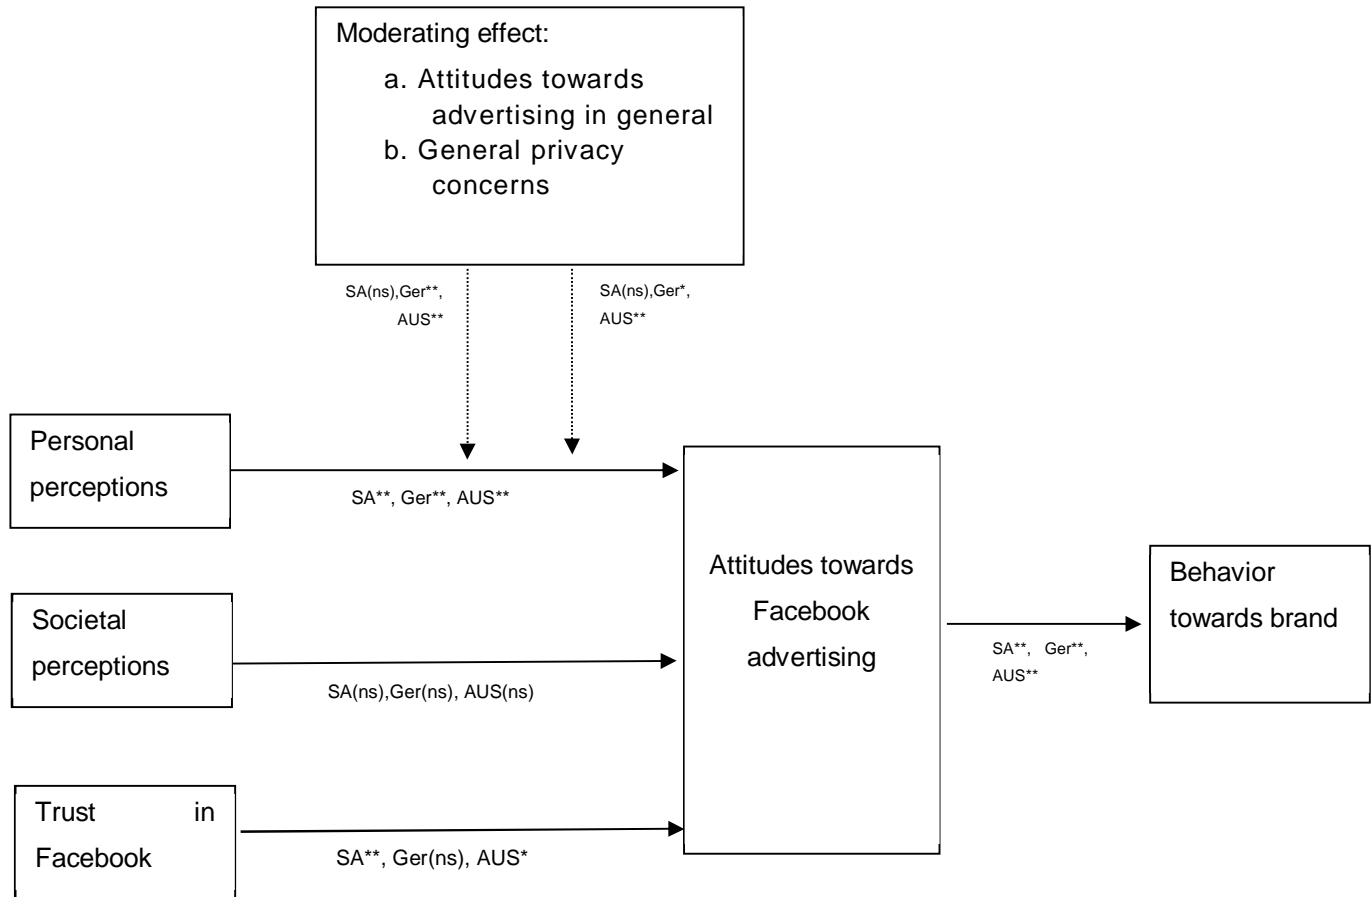 Moderating effect:
a. Attitudes towards
advertising in general
b. General privacy
concerns
SA(ns),Ger**,
AUS**
SA(ns),Ger*,
AUS**
Personal
perceptions
SA**, Ger**, AUS**
Societal
perceptions
SA(ns),Ger(ns), AUS(ns)
Trust in
Facebook
SA**, Ger(ns), AUS*
Attitudes towards
Facebook
advertising
SA**, Ger**,
AUS**
Behavior
towards brand